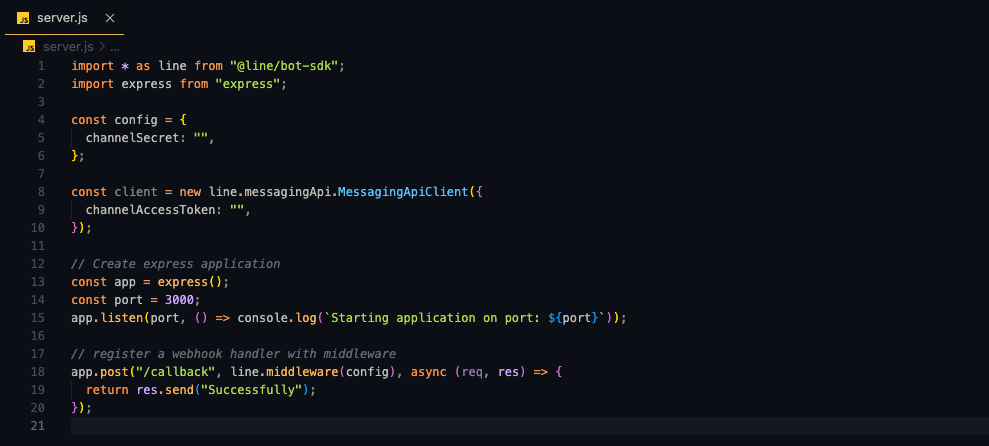 JS server.js ×
JS server.js > ...
1 import * as line from "@line/bot-sdk";
2 import express from "express";
3
4 const config = {
5   channelSecret: "",
6 };
7
8 const client = new line.messagingApi.MessagingApiClient({
9   channelAccessToken: "",
10 });
11
12 // Create express application
13 const app = express();
14 const port = 3000;
15 app.listen(port, () => console.log(`Starting application on port: ${port}`));
16
17 // register a webhook handler with middleware
18 app.post("/callback", line.middleware(config), async (req, res) => {
19   return res.send("Successfully");
20 });
21